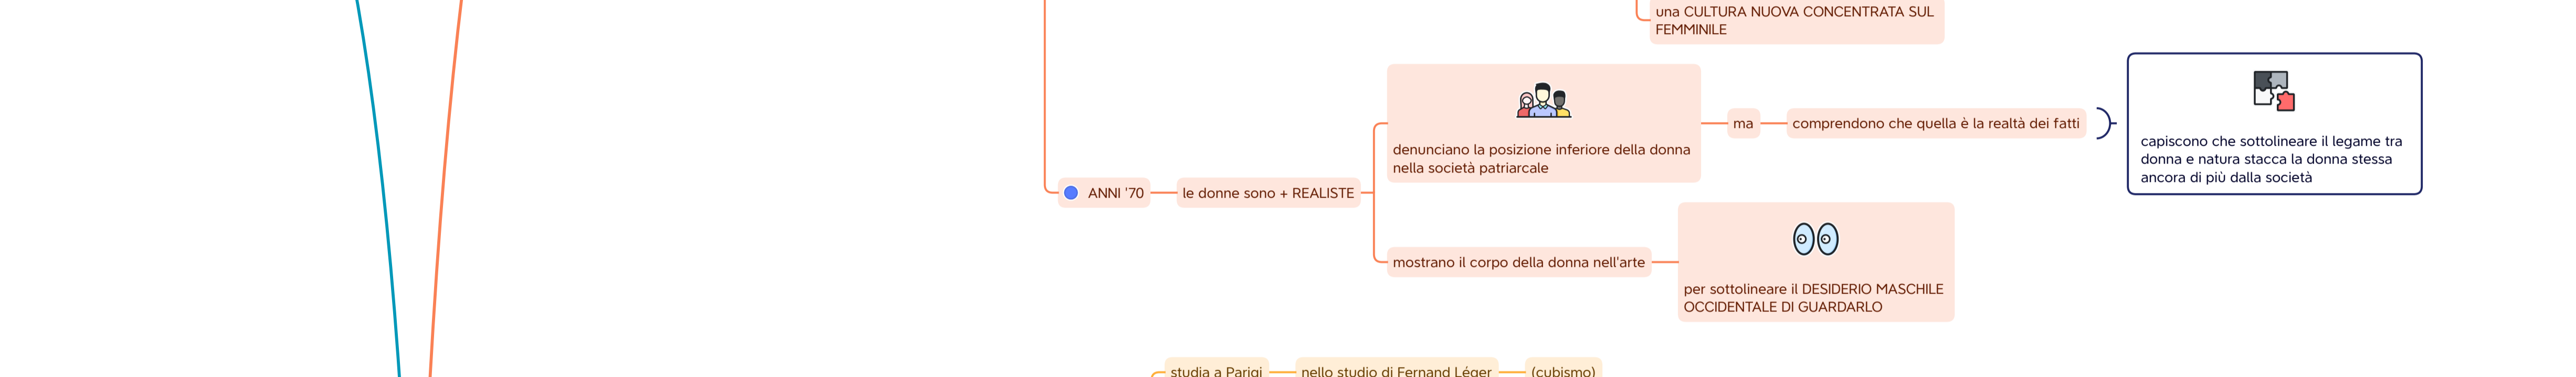 una CULTURA NUOVA CONCENTRATA SUL
FEMMINILE
denunciano la posizione inferiore della donna
nella società patriarcale
ma
comprendono che quella è la realtà dei fatti
capiscono che sottolineare il legame tra
donna e natura stacca la donna stessa
ancora di più dalla società
ANNI '70
le donne sono + REALISTE
mostrano il corpo della donna nell'arte
per sottolineare il DESIDERIO MASCHILE
OCCIDENTALE DI GUARDARLO
studia a Parigi
nello studio di Fernand Léger
(cubismo)